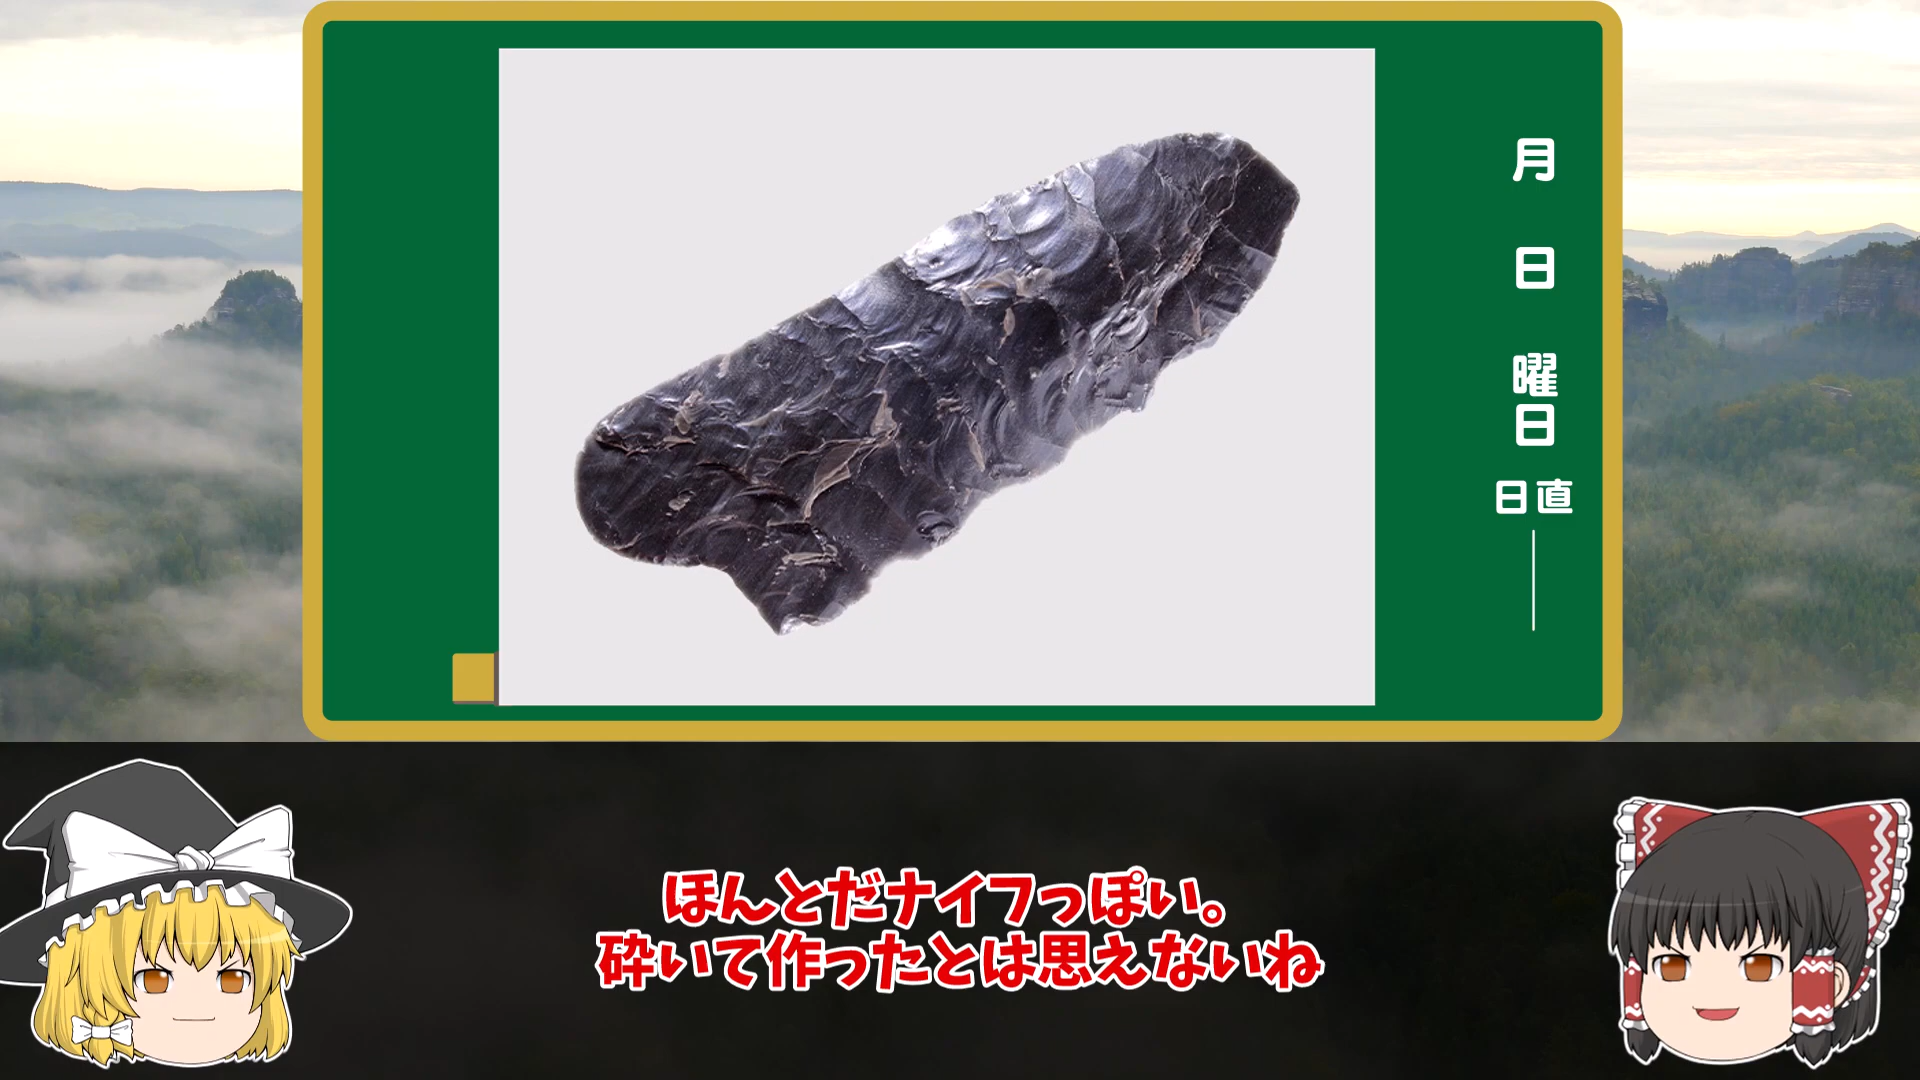 月
日
曜
日
日直
ほんとだナイフっぽい。
砕いて作ったとは思えないね